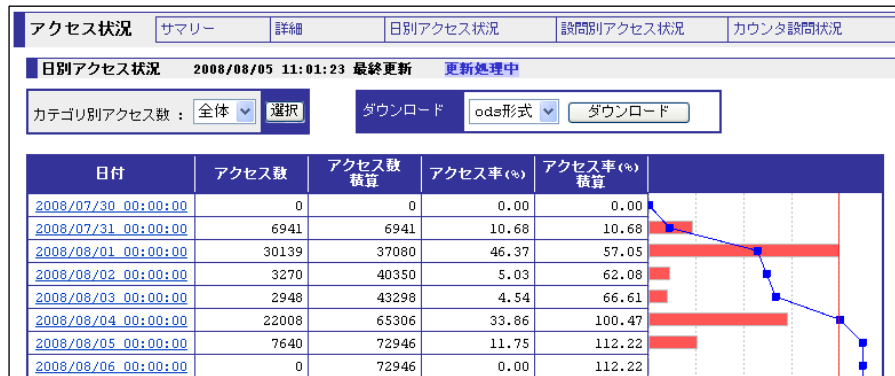 アクセス状況 サマリー 詳細 日別アクセス状況 設問別アクセス状況 カウンタ設問状況
日別アクセス状況 2008/08/05 11:01:23 最終更新 更新処理中
カテゴリ別アクセス数 : 全体 選択 ダウンロード ods形式 ダウンロード
日付 アクセス数 アクセス数積算 アクセス率(%) アクセス率(%)積算
2008/07/30 00:00:00 0 0 0.00 0.00
2008/07/31 00:00:00 6941 6941 10.68 10.68
2008/08/01 00:00:00 30139 37080 46.37 57.05
2008/08/02 00:00:00 3270 40350 5.03 62.08
2008/08/03 00:00:00 2948 43298 4.54 66.61
2008/08/04 00:00:00 22008 65306 33.86 100.47
2008/08/05 00:00:00 7640 72946 11.75 112.22
2008/08/06 00:00:00 0 72946 0.00 112.22